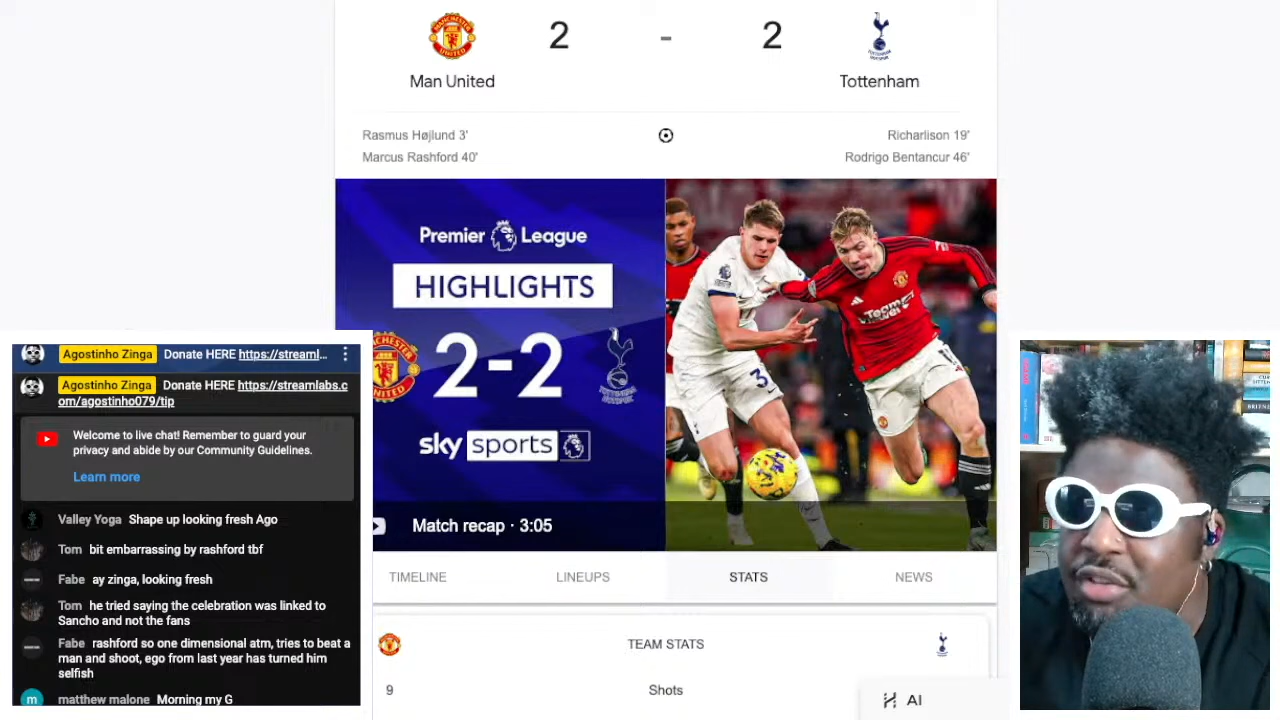 2 - 2
Man United
Tottenham
Rasmus Højlund 3'
Richarlison 19'
Marcus Rashford 40'
Rodrigo Bentancur 46'
Premier League
HIGHLIGHTS
2-2
sky sports
Match recap · 3:05
TIMELINE
LINEUPS
STATS
NEWS
TEAM STATS
9
Shots
AI
Agostinho Zinga Donate HERE https://streaml...
Agostinho Zinga Donate HERE https://streamlabs.c
om/agostinho079/tip
Welcome to live chat! Remember to guard your
privacy and abide by our Community Guidelines.
Learn more
Valley Yoga Shape up looking fresh Ago
Tom bit embarrassing by rashford tbf
Fabe ay zinga, looking fresh
Tom he tried saying the celebration was linked to
Sancho and not the fans
Fabe rashford so one dimensional atm, tries to beat a
man and shoot, ego from last year has turned him
selfish
m matthew malone Morning my G